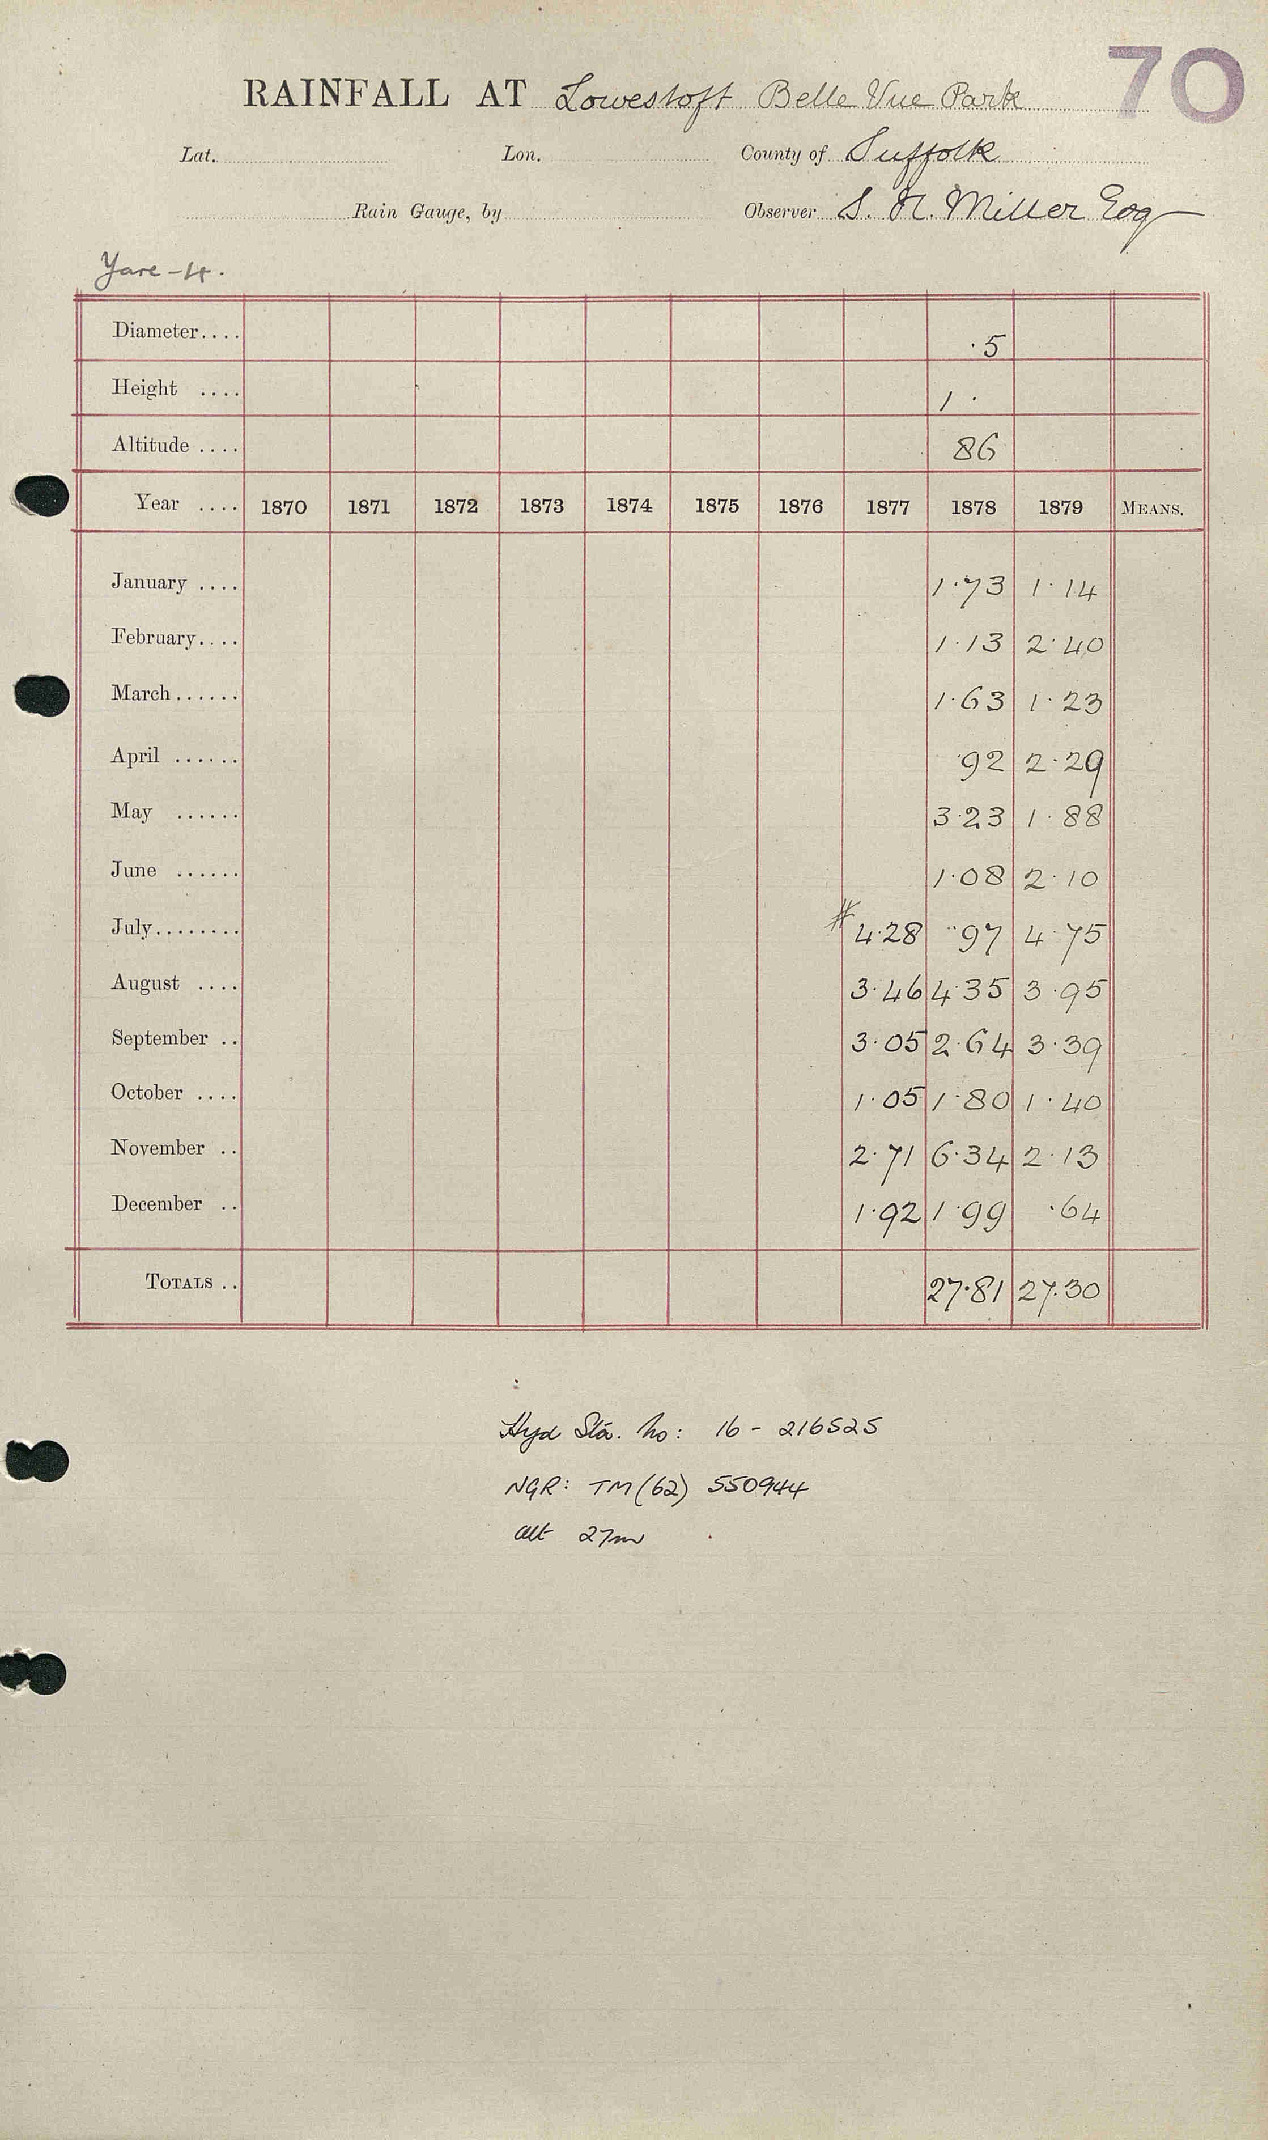 70
RAINFALL AT Lowestoft Belle Vue Park
Lat. Lon. County of Suffolk
Rain Gauge, by Observer S. H. Miller Esq
Yare - 4.
Diameter.... ·5
Height .... 1 ·
Altitude .... 86
Year .... 1870 1871 1872 1873 1874 1875 1876 1877 1878 1879 MEANS.
January .... 1·73 1·14
February.... 1·13 2·40
March...... 1·63 1·23
April ...... ·92 2·29
May ...... 3·23 1·88
June ...... 1·08 2·10
July........ # 4·28 ·97 4·75
August .... 3·46 4·35 3·95
September .. 3·05 2·64 3·39
October .... 1·05 1·80 1·40
November .. 2·71 6·34 2·13
December .. 1·92 1·99 ·64
TOTALS .. 27·81 27·30
Hyd Sta. No: 16 - 216525
NGR: TM (62) 550944
alt 27m